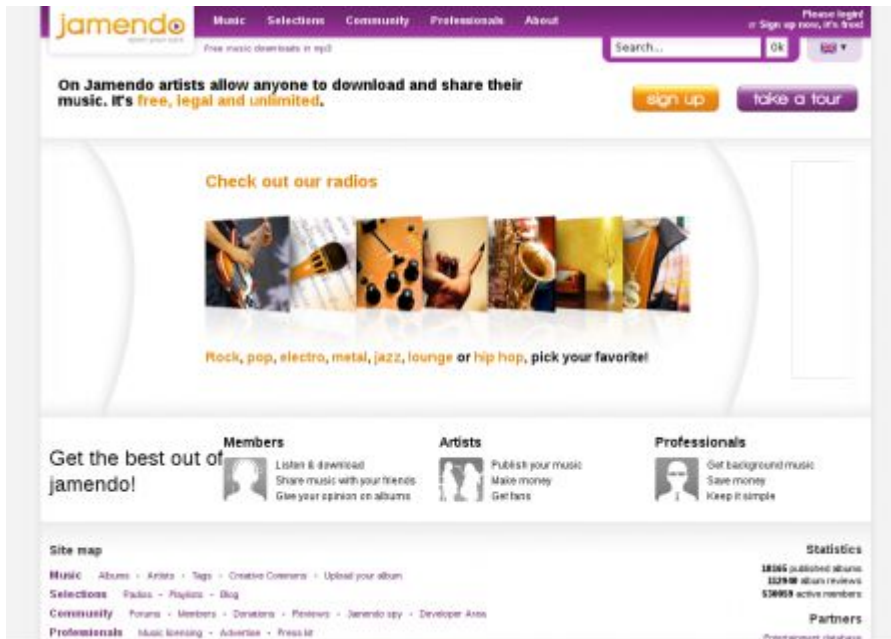 jamendo
open your ears
Music Selections Community Professionals About
Please login!
or Sign up now, it's free!
Free music downloads in mp3
Search... Ok
On Jamendo artists allow anyone to download and share their
music. It's free, legal and unlimited.
sign up take a tour
Check out our radios
Rock, pop, electro, metal, jazz, lounge or hip hop, pick your favorite!
Get the best out of
jamendo!
Members
Listen & download
Share music with your friends
Give your opinion on albums
Artists
Publish your music
Make money
Get fans
Professionals
Get background music
Save money
Keep it simple
Site map
Music Albums - Artists - Tags - Creative Commons - Upload your album
Selections Radios - Playlists - Blog
Community Forums - Members - Donations - Reviews - Jamendo spy - Developer Area
Professionals Music licensing - Advertise - Press kit
Statistics
published albums
album reviews
active members
Partners
Entertainment database